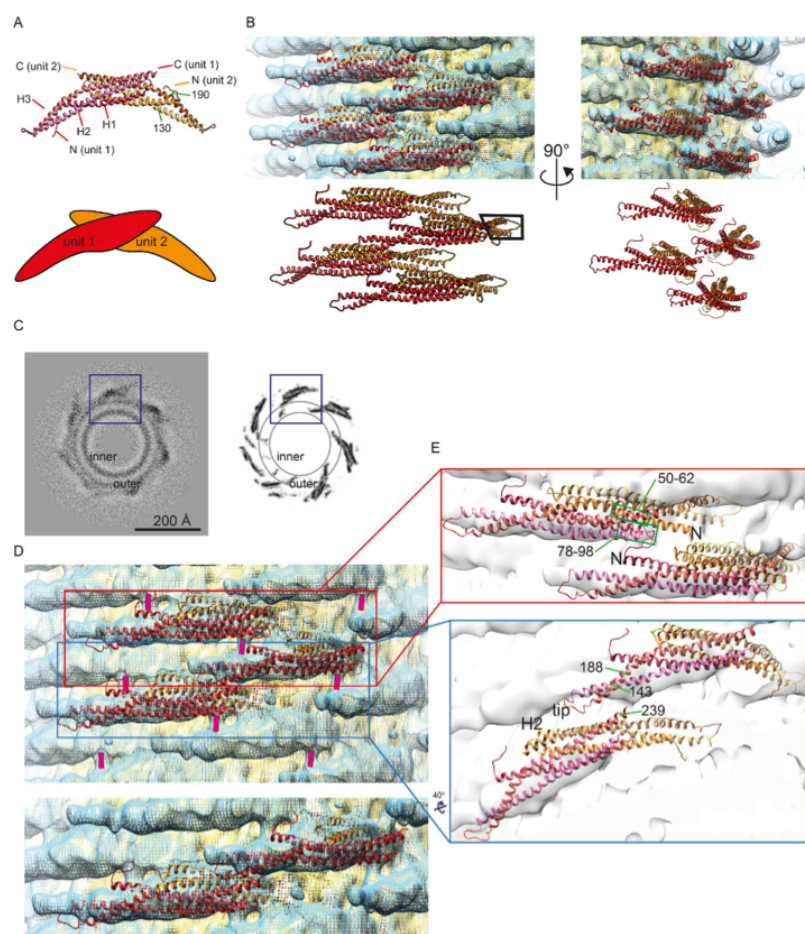 A
C (unit 2)
C (unit 1)
N (unit 2)
190
H3
H2
H1
130
N (unit 1)
unit 1
unit 2
B
90°
C
inner
outer
200 Å
inner
outer
D
40°
E
50-62
78-98
N
N
188
143
tip
239
H2